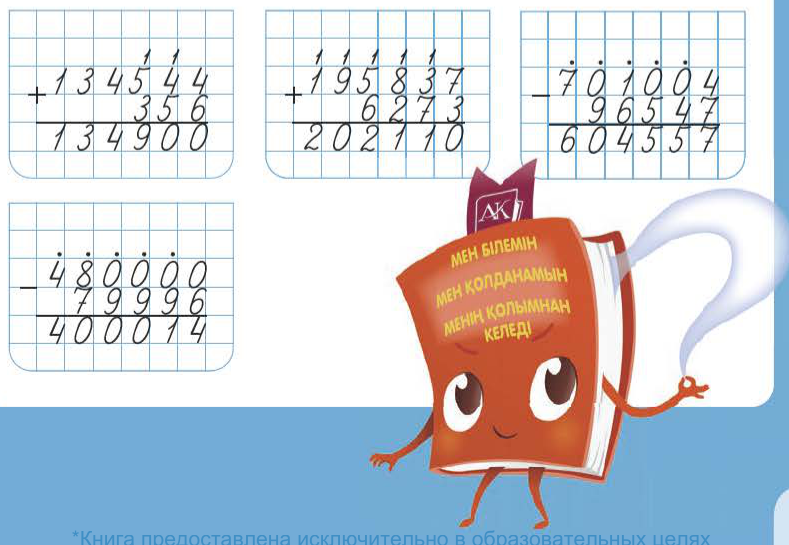 1 1
+ 134544
356
134900
1 1 1 1 1
+ 195837
6273
202110
. . . . .
− 701004
96547
604557
. . . . .
− 480000
79996
400014
АК
МЕН БІЛЕМІН
МЕН ҚОЛДАНАМЫН
МЕНІҢ ҚОЛЫМНАН
КЕЛЕДІ
*Книга предоставлена исключительно в образовательных целях